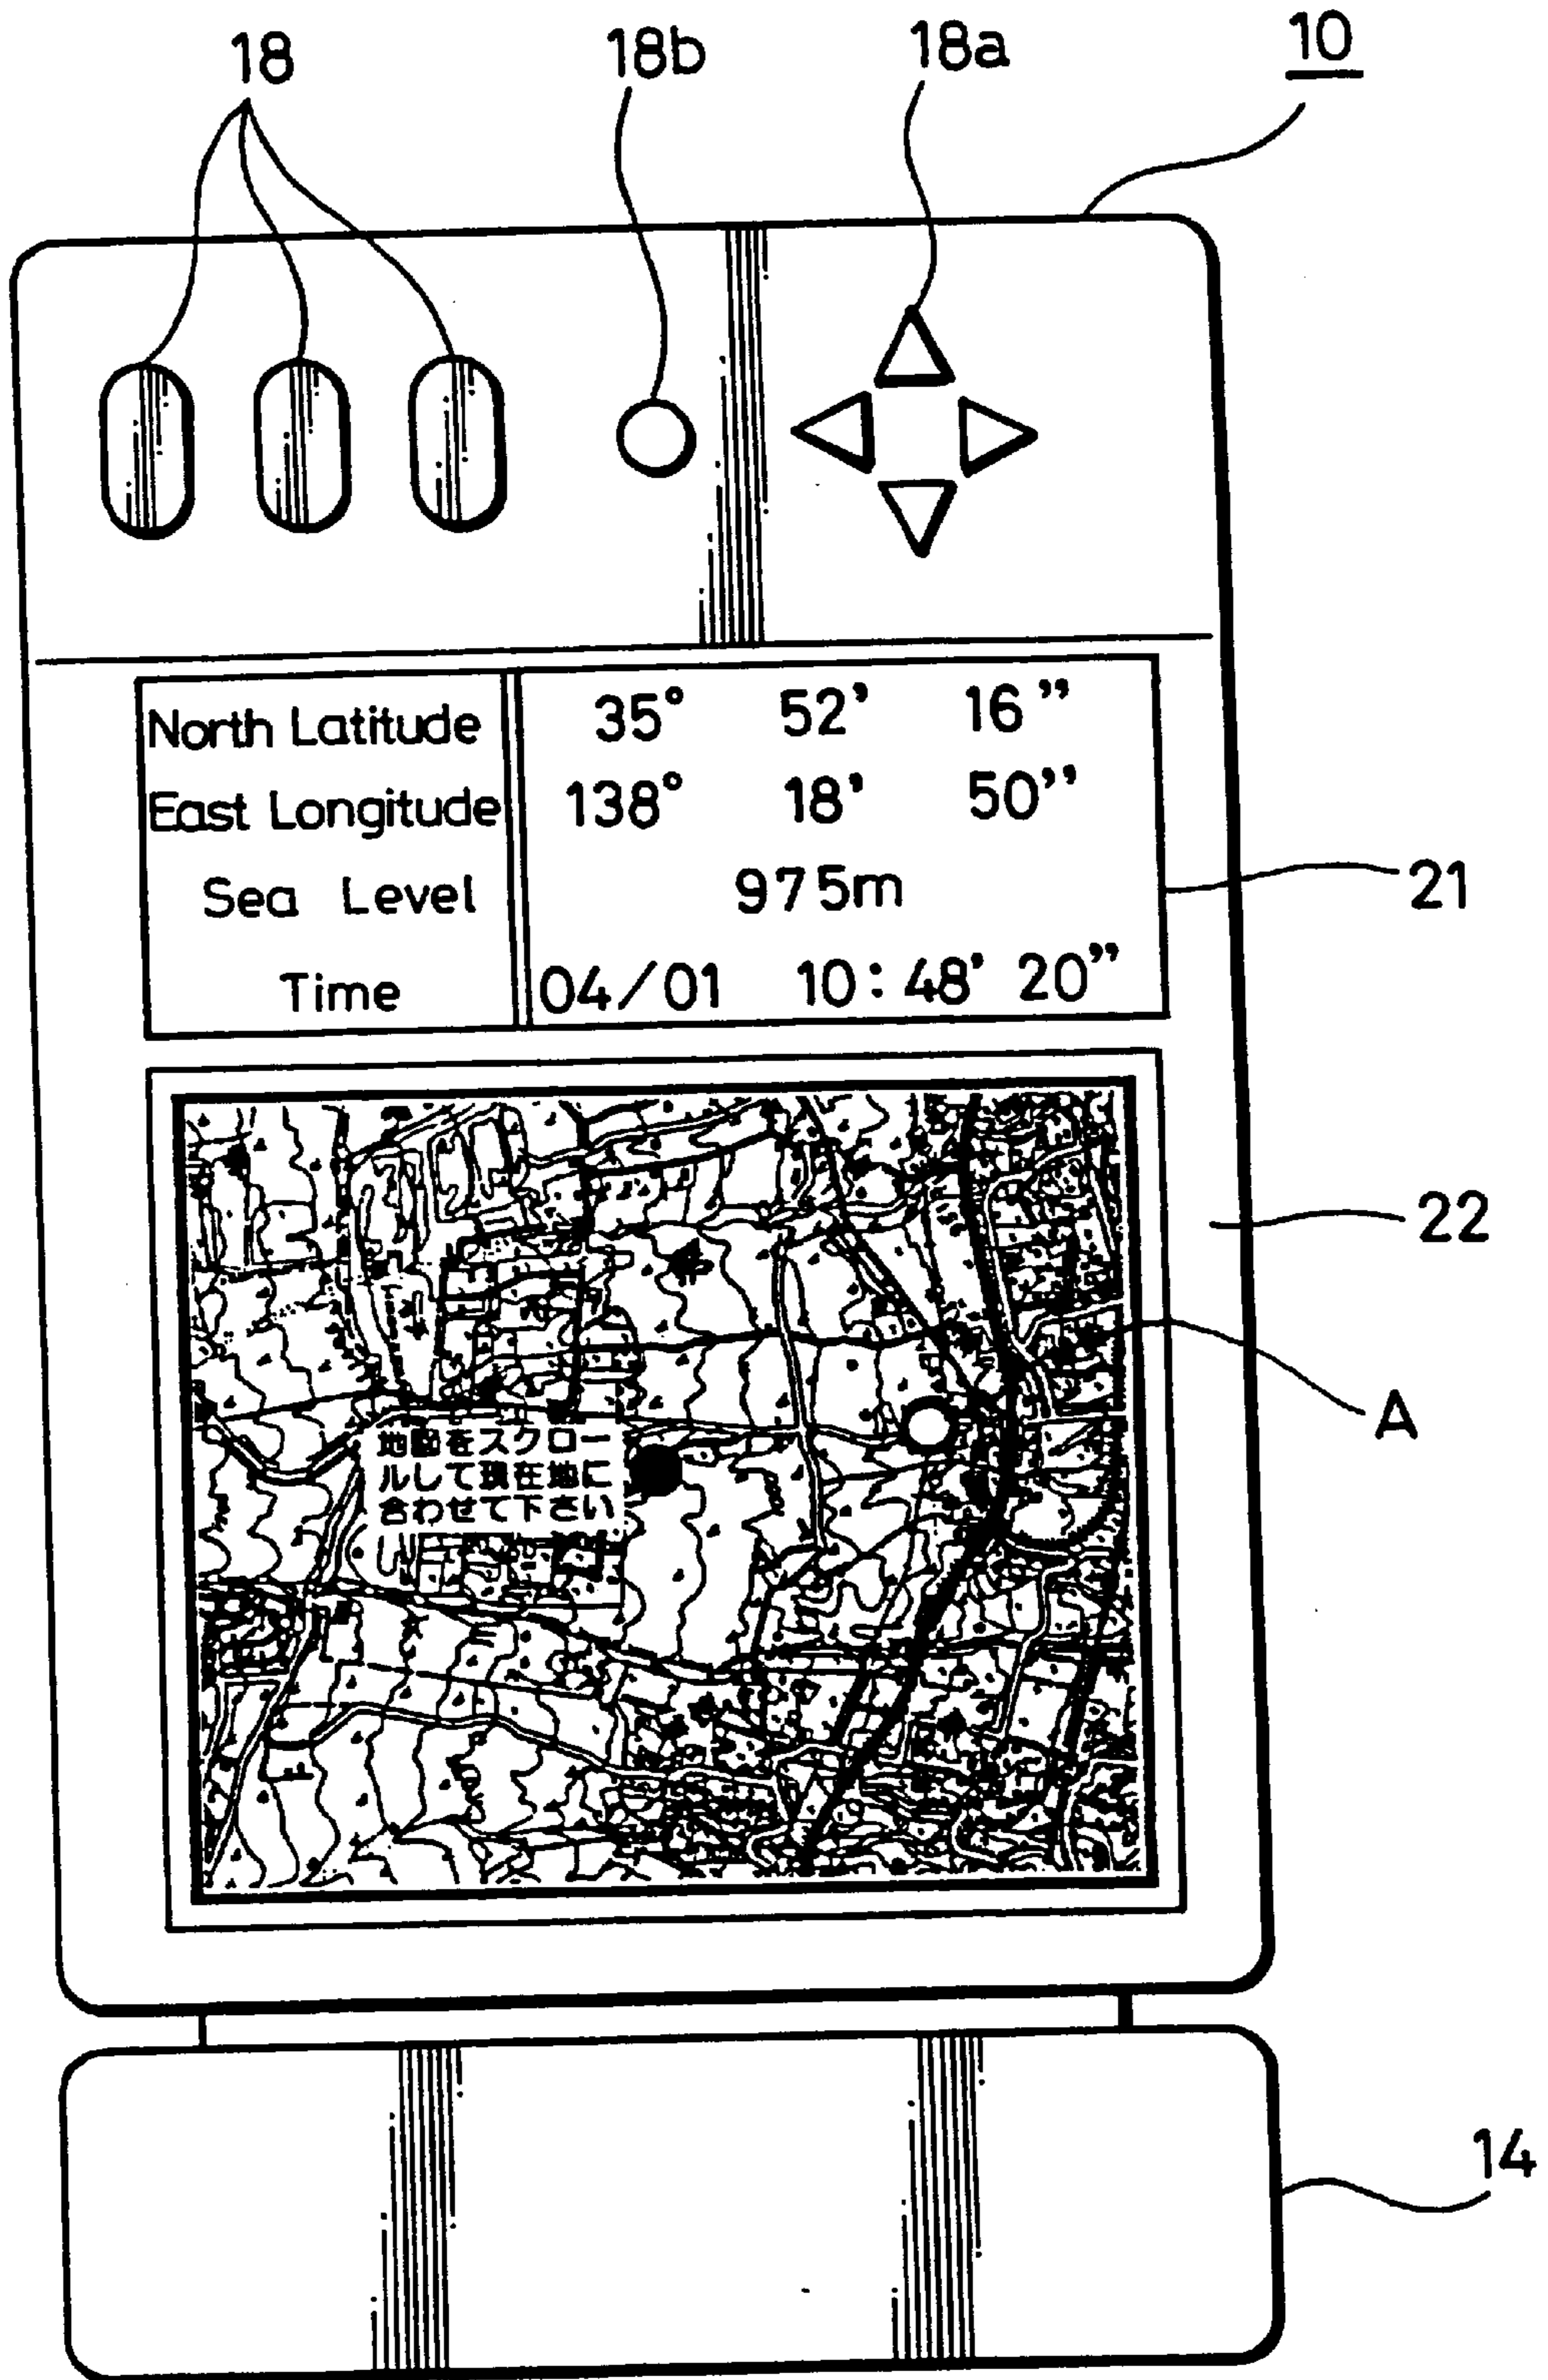 18 18b 18a 10
North Latitude 35° 52’ 16”
East Longitude 138° 18’ 50’’
Sea Level 975m
21
Time 04/01 10:48’ 20”
22
A
地図をスクロー
ルして現在地に
合わせて下さい
い
14